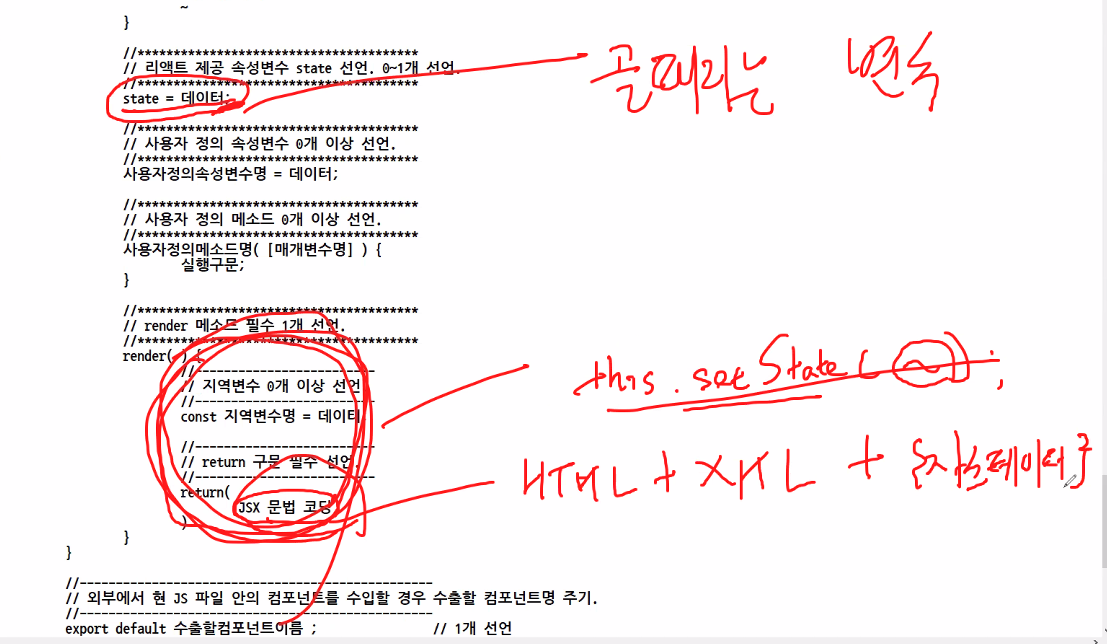 ~
}
//***************************************
// 리액트 제공 속성변수 state 선언. 0~1개 선언.
//***************************************
state = 데이터;
골때리는 변수
//***************************************
// 사용자 정의 속성변수 0개 이상 선언.
//***************************************
사용자정의속성변수명 = 데이터;
//***************************************
// 사용자 정의 메소드 0개 이상 선언.
//***************************************
사용자정의메소드명( [매개변수명] ) {
실행구문;
}
//***************************************
// render 메소드 필수 1개 선언.
//***************************************
render( ) {
//-------------------------
// 지역변수 0개 이상 선언
//-------------------------
const 지역변수명 = 데이터
this.setState(~);
//-------------------------
// return 구문 필수 선언.
//-------------------------
return(
JSX 문법 코딩
)
HTML + XML + {데이터}
}
}
//-------------------------------------------------
// 외부에서 현 JS 파일 안의 컴포넌트를 수입할 경우 수출할 컴포넌트명 주기.
//-------------------------------------------------
export default 수출할컴포넌트이름 ; // 1개 선언